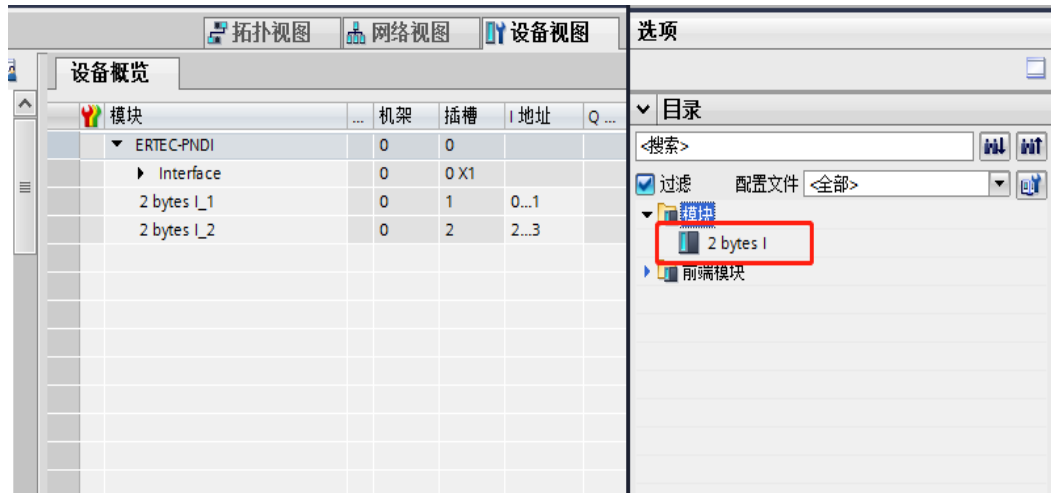 拓扑视图 网络视图 设备视图 选项
设备概览
模块 ... 机架 插槽 I 地址 Q ...
目录
ERTEC-PNDI 0 0
<搜索>
Interface 0 0 X1
过滤 配置文件 <全部>
2 bytes I_1 0 1 0...1
模块
2 bytes I_2 0 2 2...3
2 bytes I
前端模块